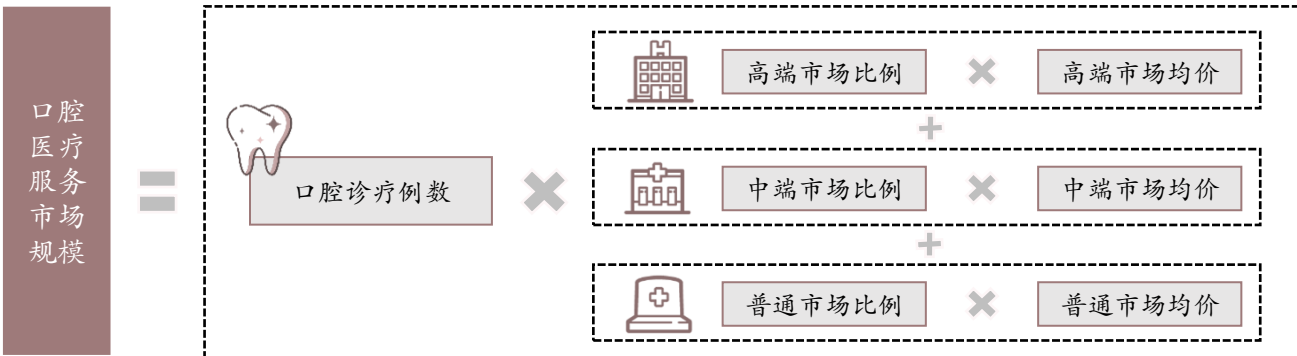 口腔
医疗
服务
市场
规模
=
口腔诊疗例数
×
高端市场比例 × 高端市场均价
+
中端市场比例 × 中端市场均价
+
普通市场比例 × 普通市场均价